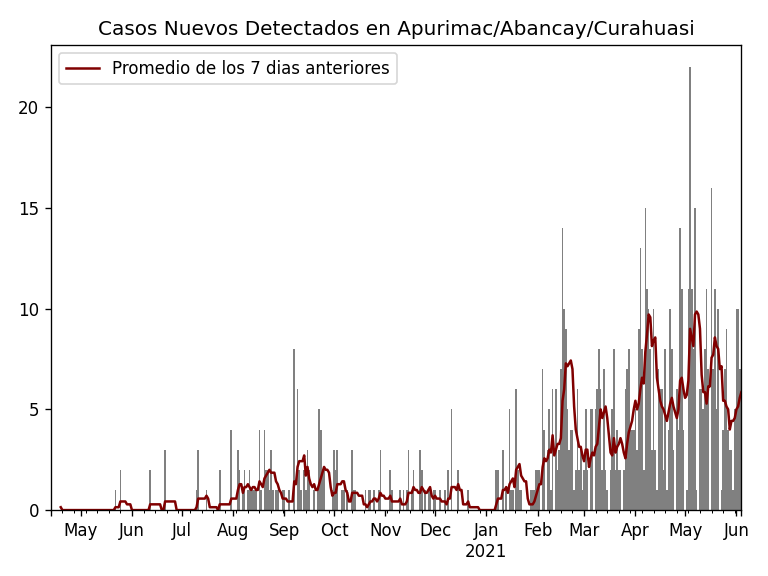 Casos Nuevos Detectados en Apurimac/Abancay/Curahuasi
Promedio de los 7 dias anteriores
20
15
10
5
0
May Jun Jul Aug Sep Oct Nov Dec Jan Feb Mar Apr May Jun
2021